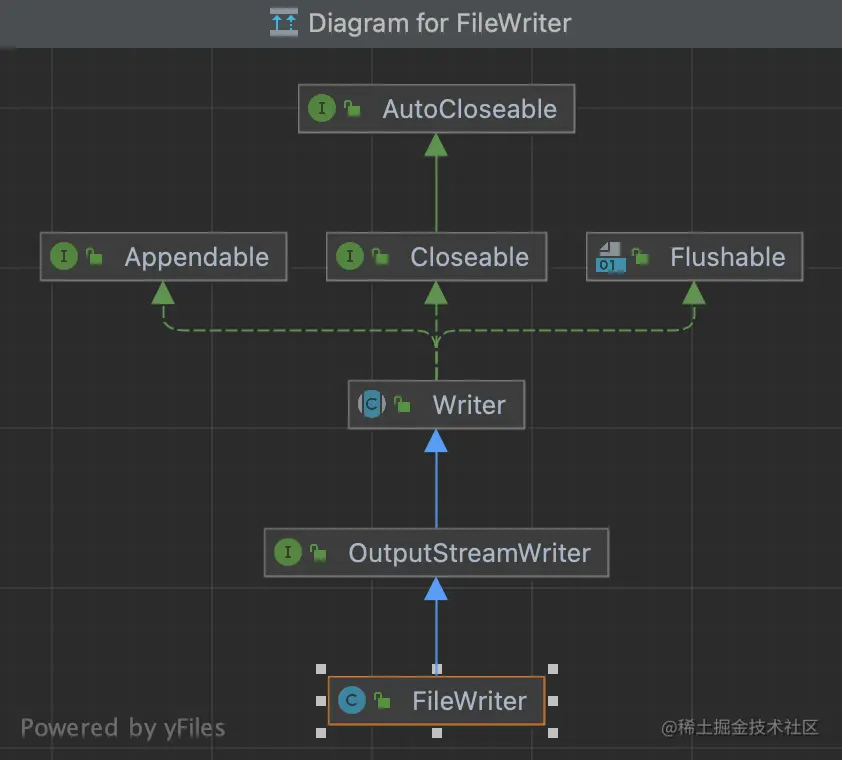 Diagram for FileWriter
I AutoCloseable
I Appendable
I Closeable
01 Flushable
C Writer
I OutputStreamWriter
C FileWriter
Powered by yFiles
@稀土掘金技术社区